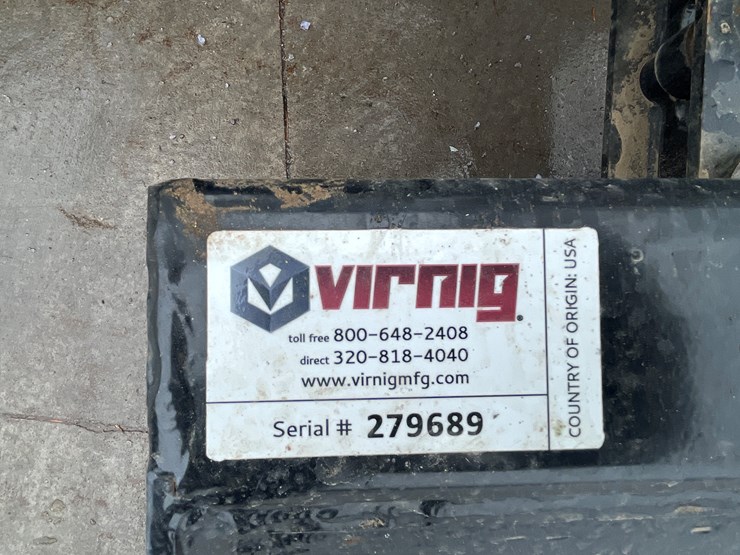 virnig
toll free 800-648-2408
direct 320-818-4040
www.virnigmfg.com
Serial # 279689
COUNTRY OF ORIGIN: USA